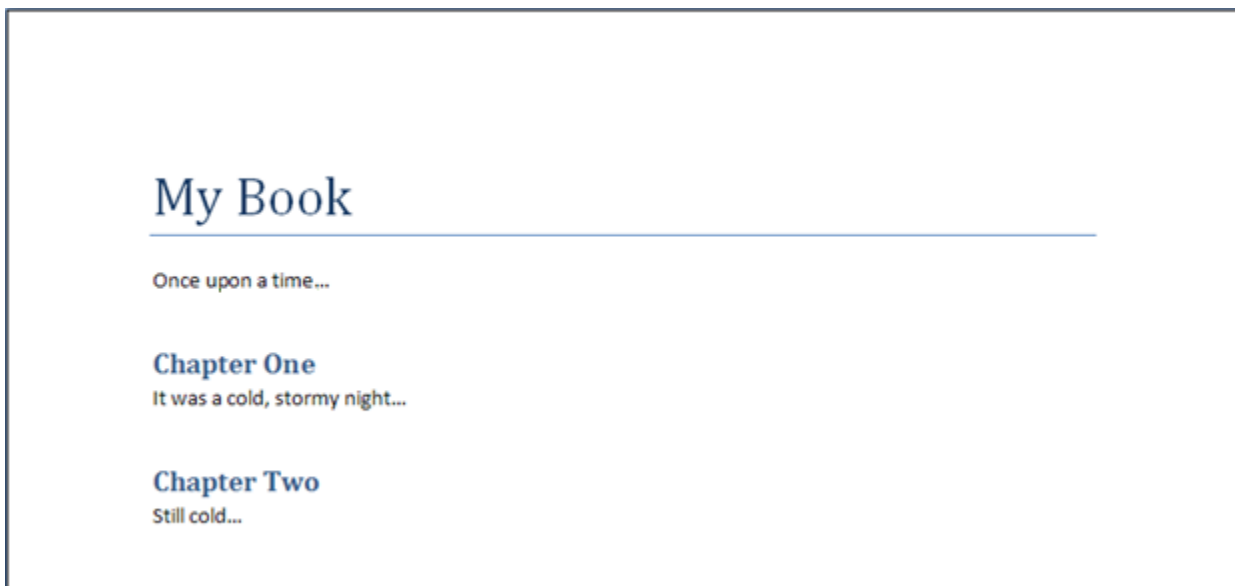 My Book
Once upon a time...
Chapter One
It was a cold, stormy night...
Chapter Two
Still cold...